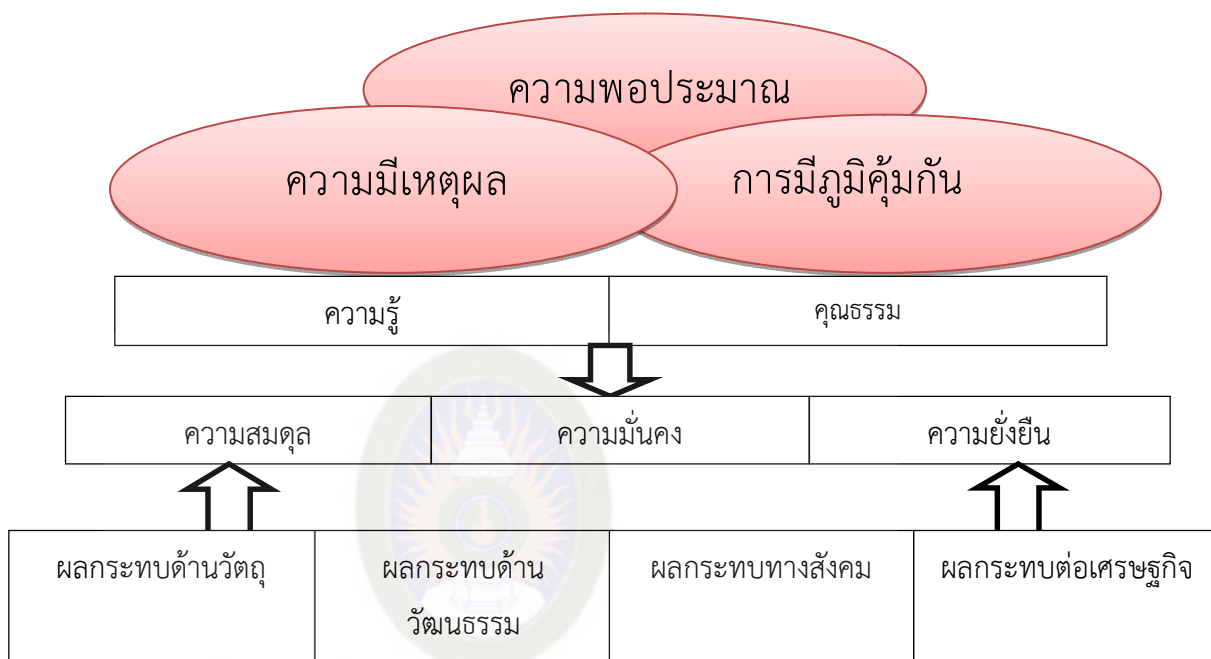 ความพอประมาณ
ความมีเหตุผล
การมีภูมิคุ้มกัน
ความรู้
คุณธรรม
ความสมดุล
ความมั่นคง
ความยั่งยืน
ผลกระทบด้านวัตถุ
ผลกระทบด้าน
วัฒนธรรม
ผลกระทบทางสังคม
ผลกระทบต่อเศรษฐกิจ